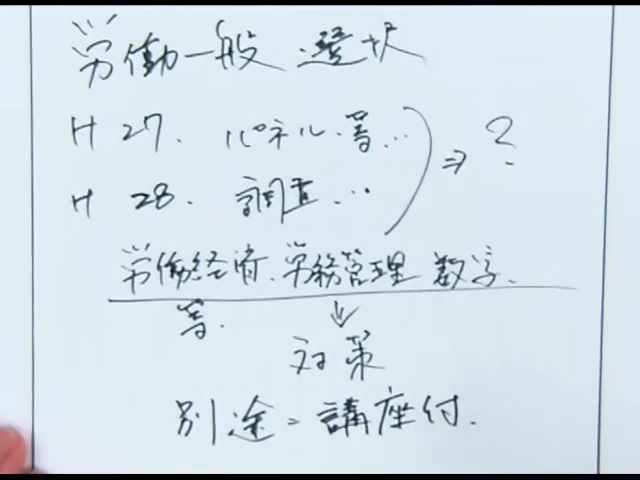 労働一般 選択
H 27. パネル.等... ⇒ ?
H 28. 調査...
労働経済.労務管理 数字.
等.
↓
対策
別途、講座付.